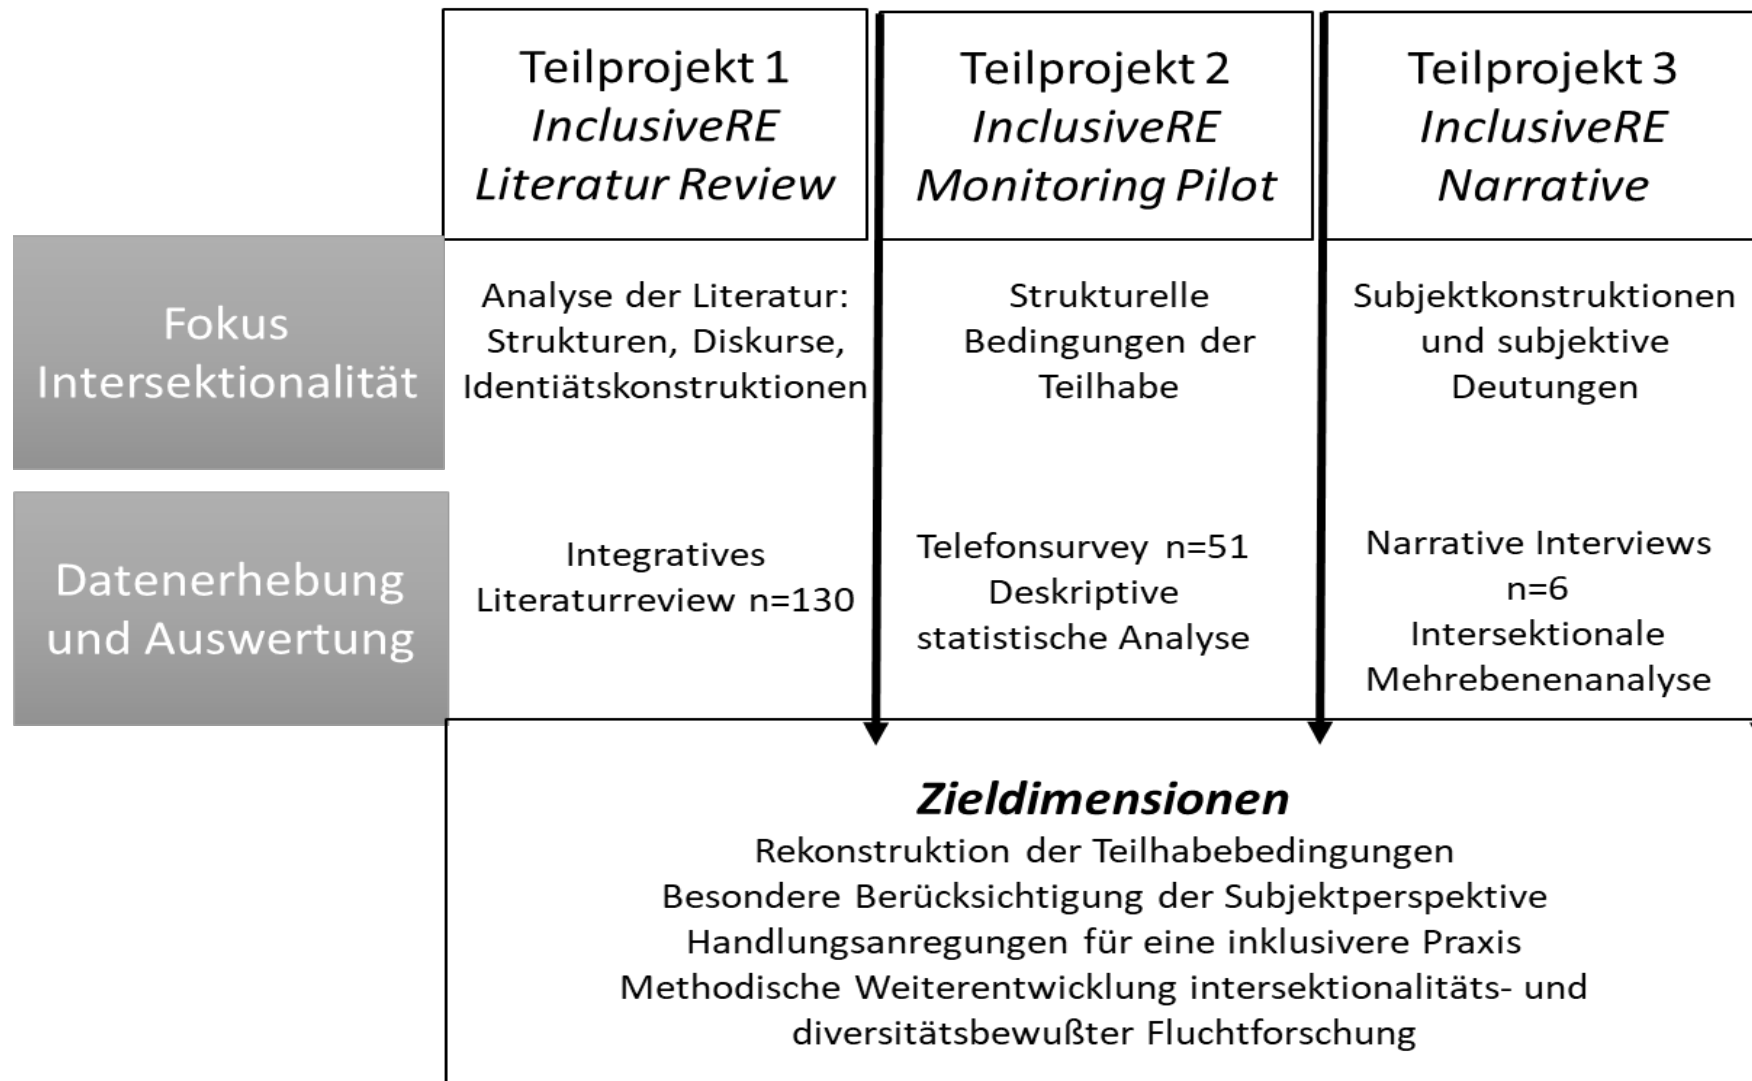 Teilprojekt 1
InclusiveRE
Literatur Review
Teilprojekt 2
InclusiveRE
Monitoring Pilot
Teilprojekt 3
InclusiveRE
Narrative
Fokus
Intersektionalität
Analyse der Literatur:
Strukturen, Diskurse,
Identiätskonstruktionen
Strukturelle
Bedingungen der
Teilhabe
Subjektkonstruktionen
und subjektive
Deutungen
Datenerhebung
und Auswertung
Integratives
Literaturreview n=130
Telefonsurvey n=51
Deskriptive
statistische Analyse
Narrative Interviews
n=6
Intersektionale
Mehrebenenanalyse
Zieldimensionen
Rekonstruktion der Teilhabebedingungen
Besondere Berücksichtigung der Subjektperspektive
Handlungsanregungen für eine inklusivere Praxis
Methodische Weiterentwicklung intersektionalitäts- und
diversitätsbewußter Fluchtforschung